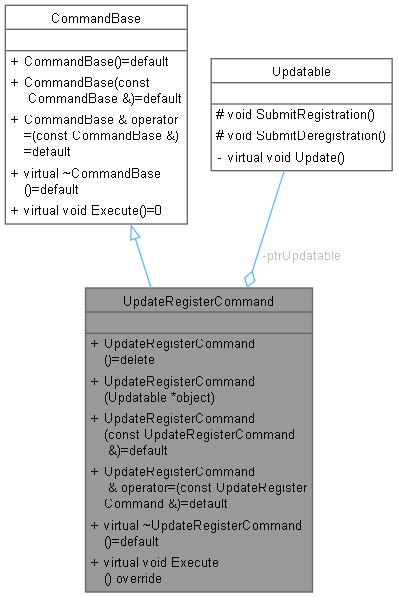 CommandBase
+ CommandBase()=default
+ CommandBase(const
CommandBase &)=default
+ CommandBase & operator
=(const CommandBase &)
=default
+ virtual ~CommandBase
()=default
+ virtual void Execute()=0
Updatable
# void SubmitRegistration()
# void SubmitDeregistration()
- virtual void Update()
-ptrUpdatable
UpdateRegisterCommand
+ UpdateRegisterCommand
()=delete
+ UpdateRegisterCommand
(Updatable *object)
+ UpdateRegisterCommand
(const UpdateRegisterCommand
&)=default
+ UpdateRegisterCommand
& operator=(const UpdateRegister
Command &)=default
+ virtual ~UpdateRegisterCommand
()=default
+ virtual void Execute
() override